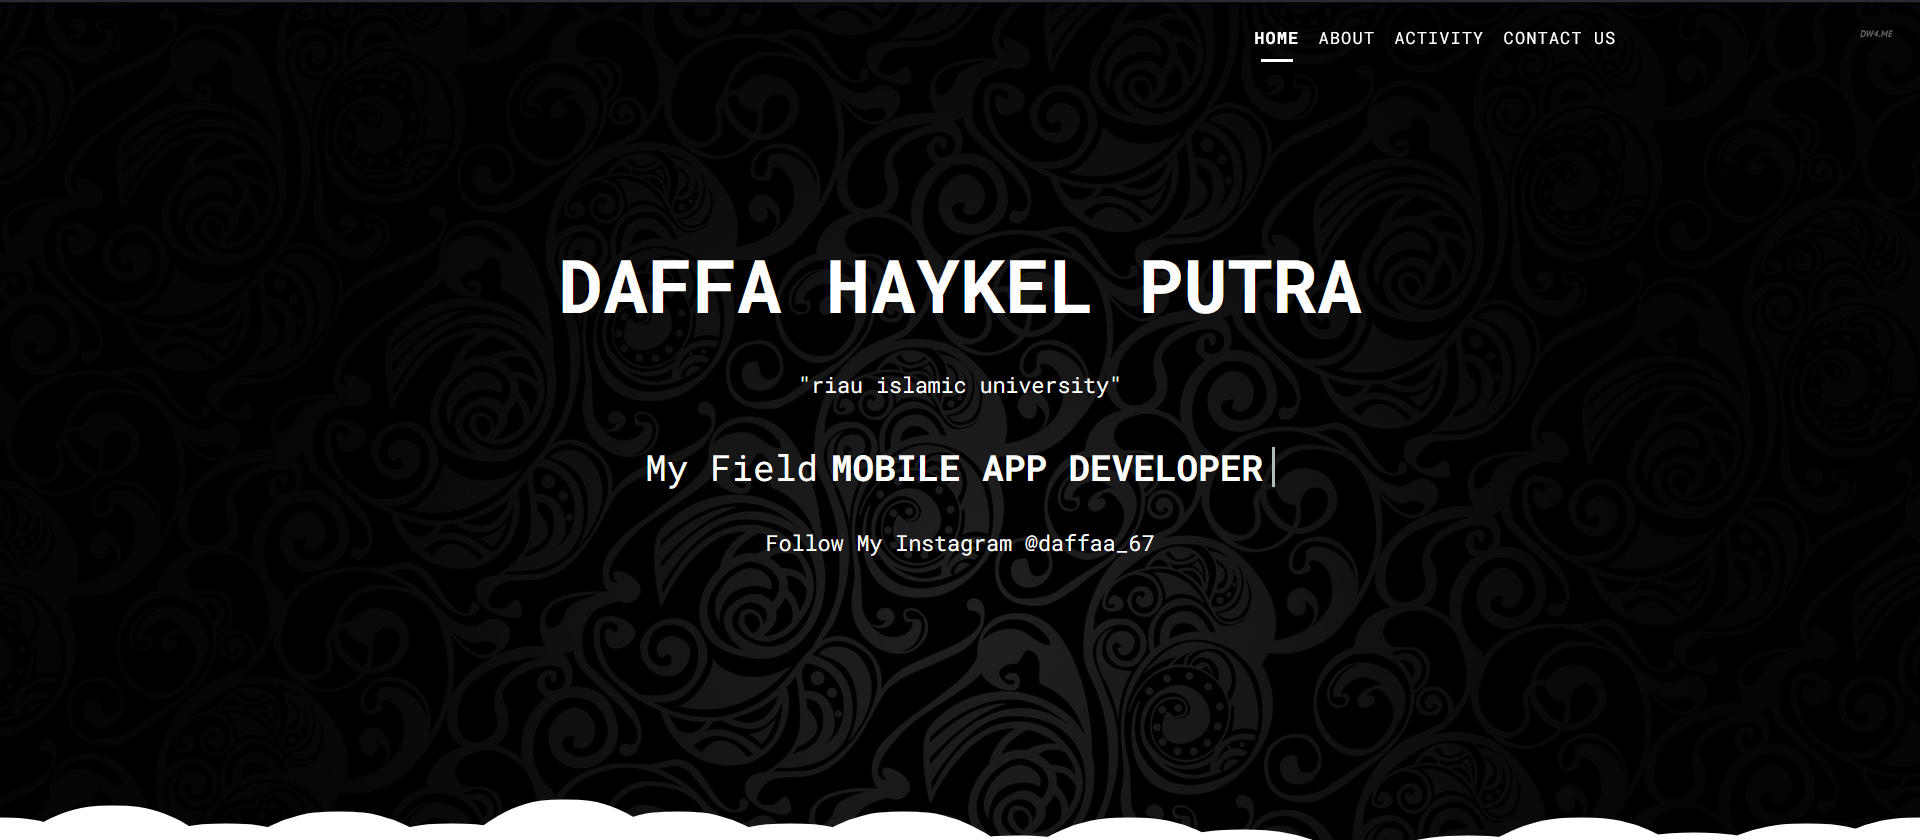 HOME ABOUT ACTIVITY CONTACT US
DW4.ME
DAFFA HAYKEL PUTRA
"riau islamic university"
My Field MOBILE APP DEVELOPER
Follow My Instagram @daffaa_67